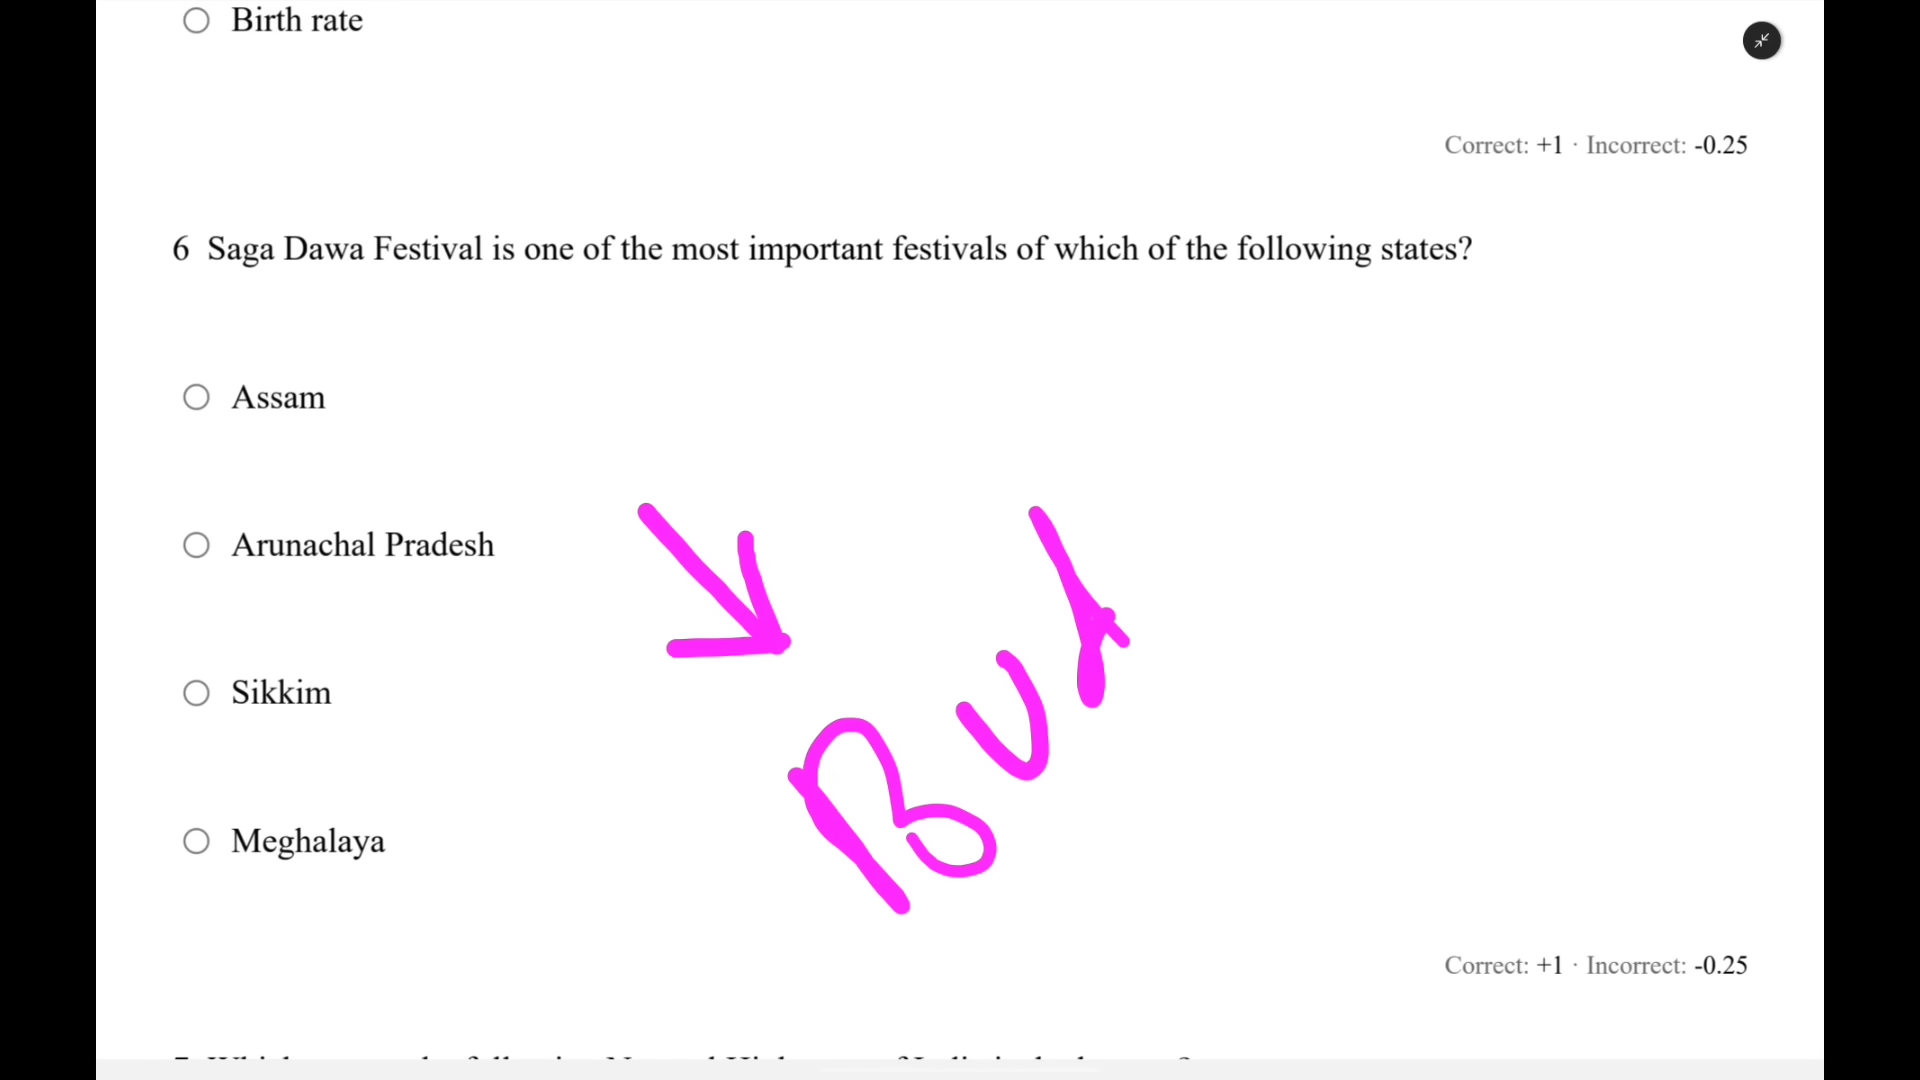 Birth rate
Correct: +1 · Incorrect: -0.25
6 Saga Dawa Festival is one of the most important festivals of which of the following states?
Assam
Arunachal Pradesh
Sikkim
Meghalaya
Correct: +1 · Incorrect: -0.25